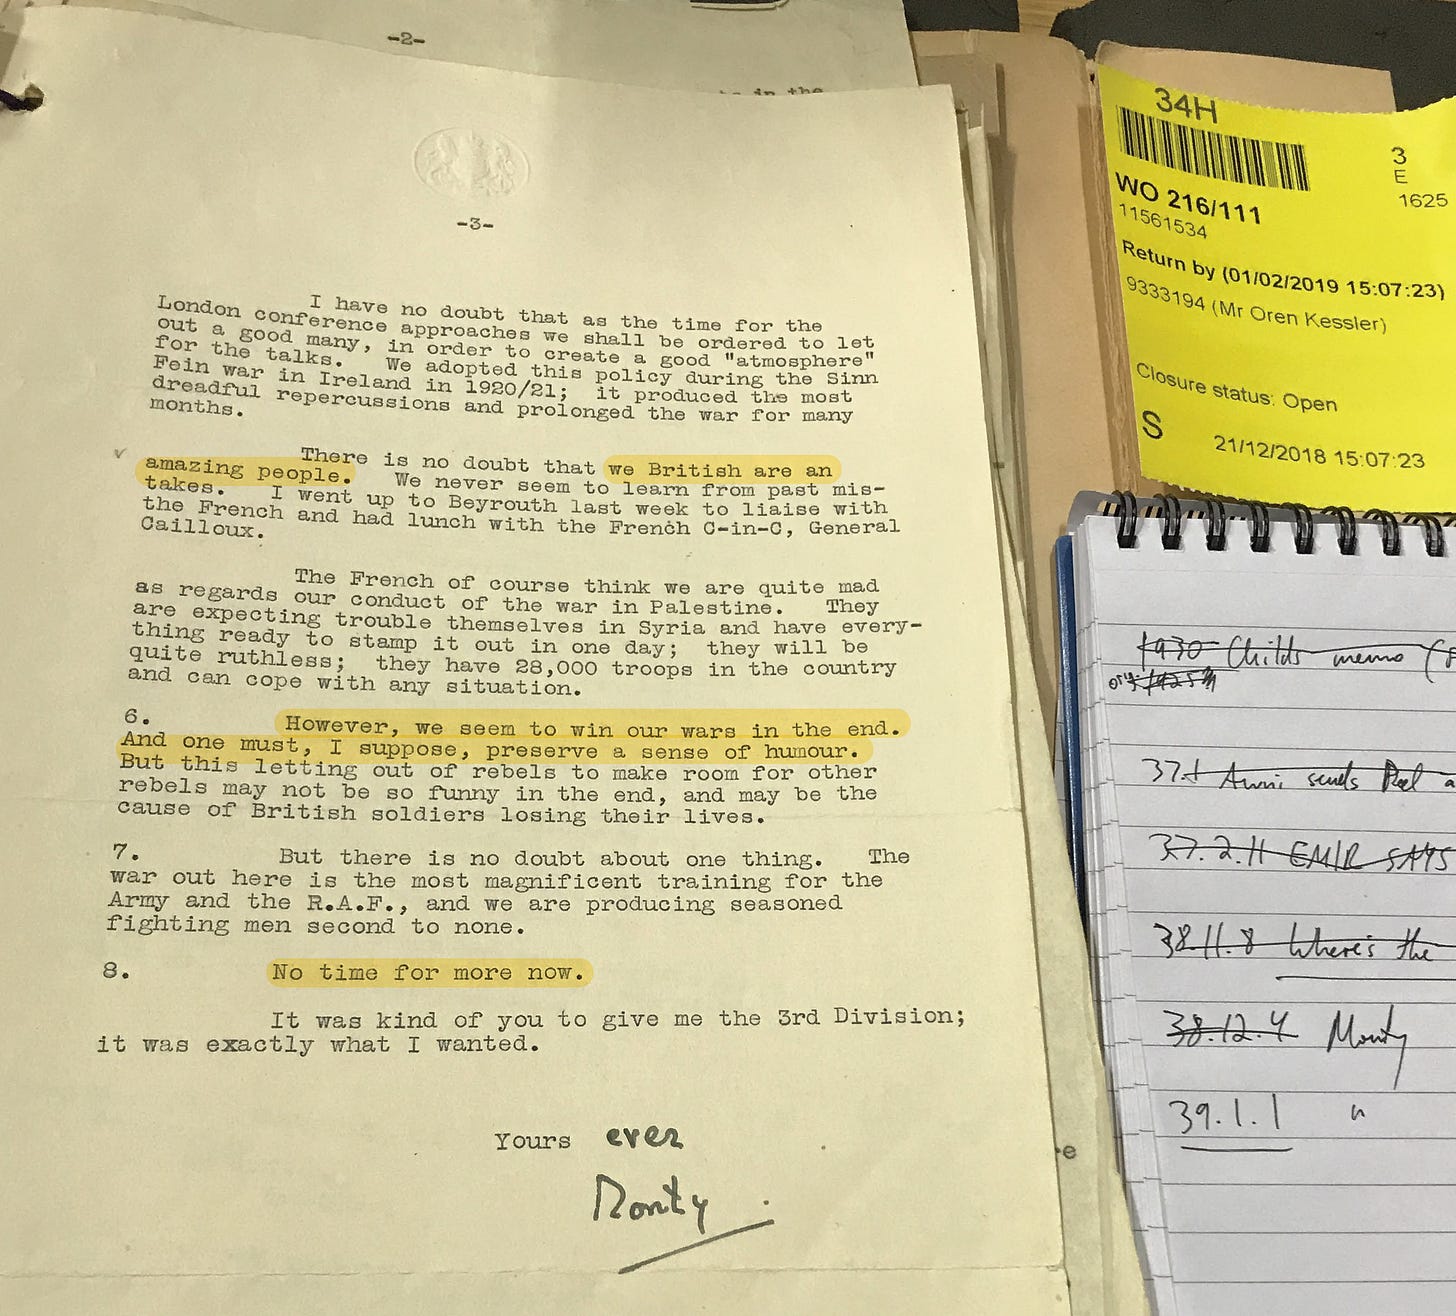 -2-
in the
-3-
I have no doubt that as the time for the
London conference approaches we shall be ordered to let
out a good many, in order to create a good "atmosphere"
for the talks. We adopted this policy during the Sinn
Fein war in Ireland in 1920/21; it produced the most
dreadful repercussions and prolonged the war for many
months.
There is no doubt that we British are an
amazing people. We never seem to learn from past mis-
takes. I went up to Beyrouth last week to liaise with
the French and had lunch with the French C-in-C, General
Cailloux.
The French of course think we are quite mad
as regards our conduct of the war in Palestine. They
are expecting trouble themselves in Syria and have every-
thing ready to stamp it out in one day; they will be
quite ruthless; they have 28,000 troops in the country
and can cope with any situation.
6. However, we seem to win our wars in the end.
And one must, I suppose, preserve a sense of humour.
But this letting out of rebels to make room for other
rebels may not be so funny in the end, and may be the
cause of British soldiers losing their lives.
7. But there is no doubt about one thing. The
war out here is the most magnificent training for the
Army and the R.A.F., and we are producing seasoned
fighting men second to none.
8. No time for more now.
It was kind of you to give me the 3rd Division;
it was exactly what I wanted.
Yours ever
Monty
34H
3
E
1625
WO 216/111
11561534
Return by (01/02/2019 15:07:23)
9333194 (Mr Oren Kessler)
Closure status: Open
S 21/12/2018 15:07:23
1930 Childs memo
37.1 Awni sends Peel
37.2.11 EMIR SAYS
38.11.8 Where's the
38.12.4 Monty
39.1.1 "
e